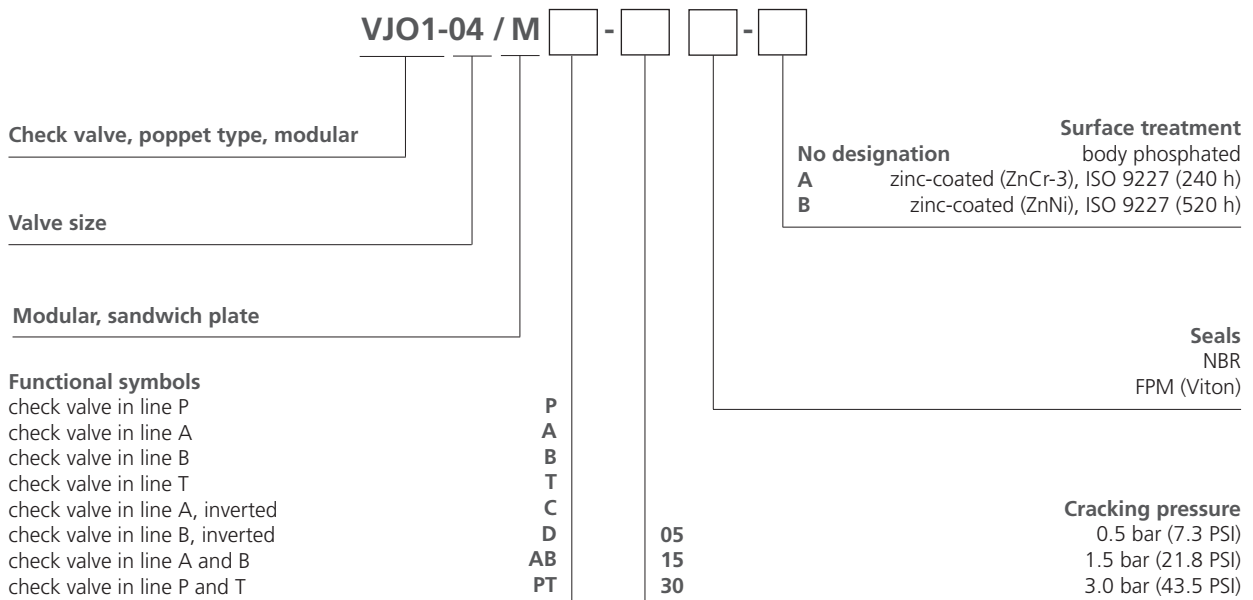 VJO1-04 / M - -
Check valve, poppet type, modular
Valve size
Modular, sandwich plate
Functional symbols
check valve in line P P
check valve in line A A
check valve in line B B
check valve in line T T
check valve in line A, inverted C
check valve in line B, inverted D
check valve in line A and B AB
check valve in line P and T PT
Surface treatment
No designation body phosphated
A zinc-coated (ZnCr-3), ISO 9227 (240 h)
B zinc-coated (ZnNi), ISO 9227 (520 h)
Seals
NBR
FPM (Viton)
Cracking pressure
05 0.5 bar (7.3 PSI)
15 1.5 bar (21.8 PSI)
30 3.0 bar (43.5 PSI)